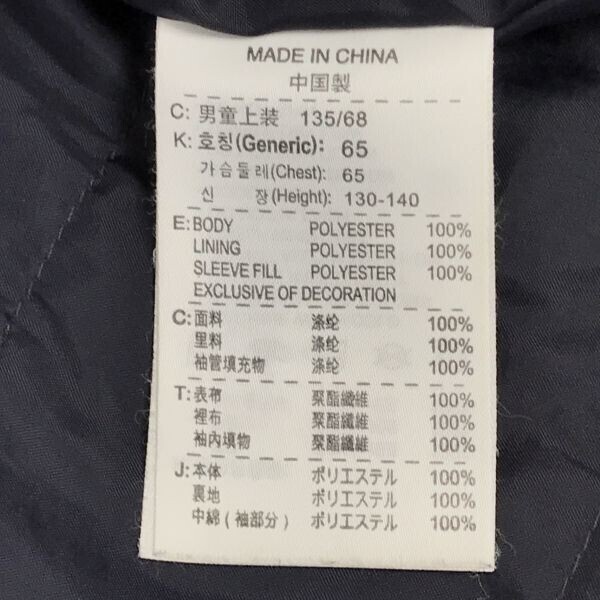 MADE IN CHINA
中国製
C: 男童上装 135/68
K: 호칭(Generic): 65
가슴둘레(Chest): 65
신 장(Height): 130-140
E: BODY POLYESTER 100%
LINING POLYESTER 100%
SLEEVE FILL POLYESTER 100%
EXCLUSIVE OF DECORATION
C: 面料 涤纶 100%
里料 涤纶 100%
袖管填充物 涤纶 100%
T: 表布 聚酯纖維 100%
裡布 聚酯纖維 100%
袖內填物 聚酯纖維 100%
J: 本体 ポリエステル 100%
裏地 ポリエステル 100%
中綿(袖部分) ポリエステル 100%